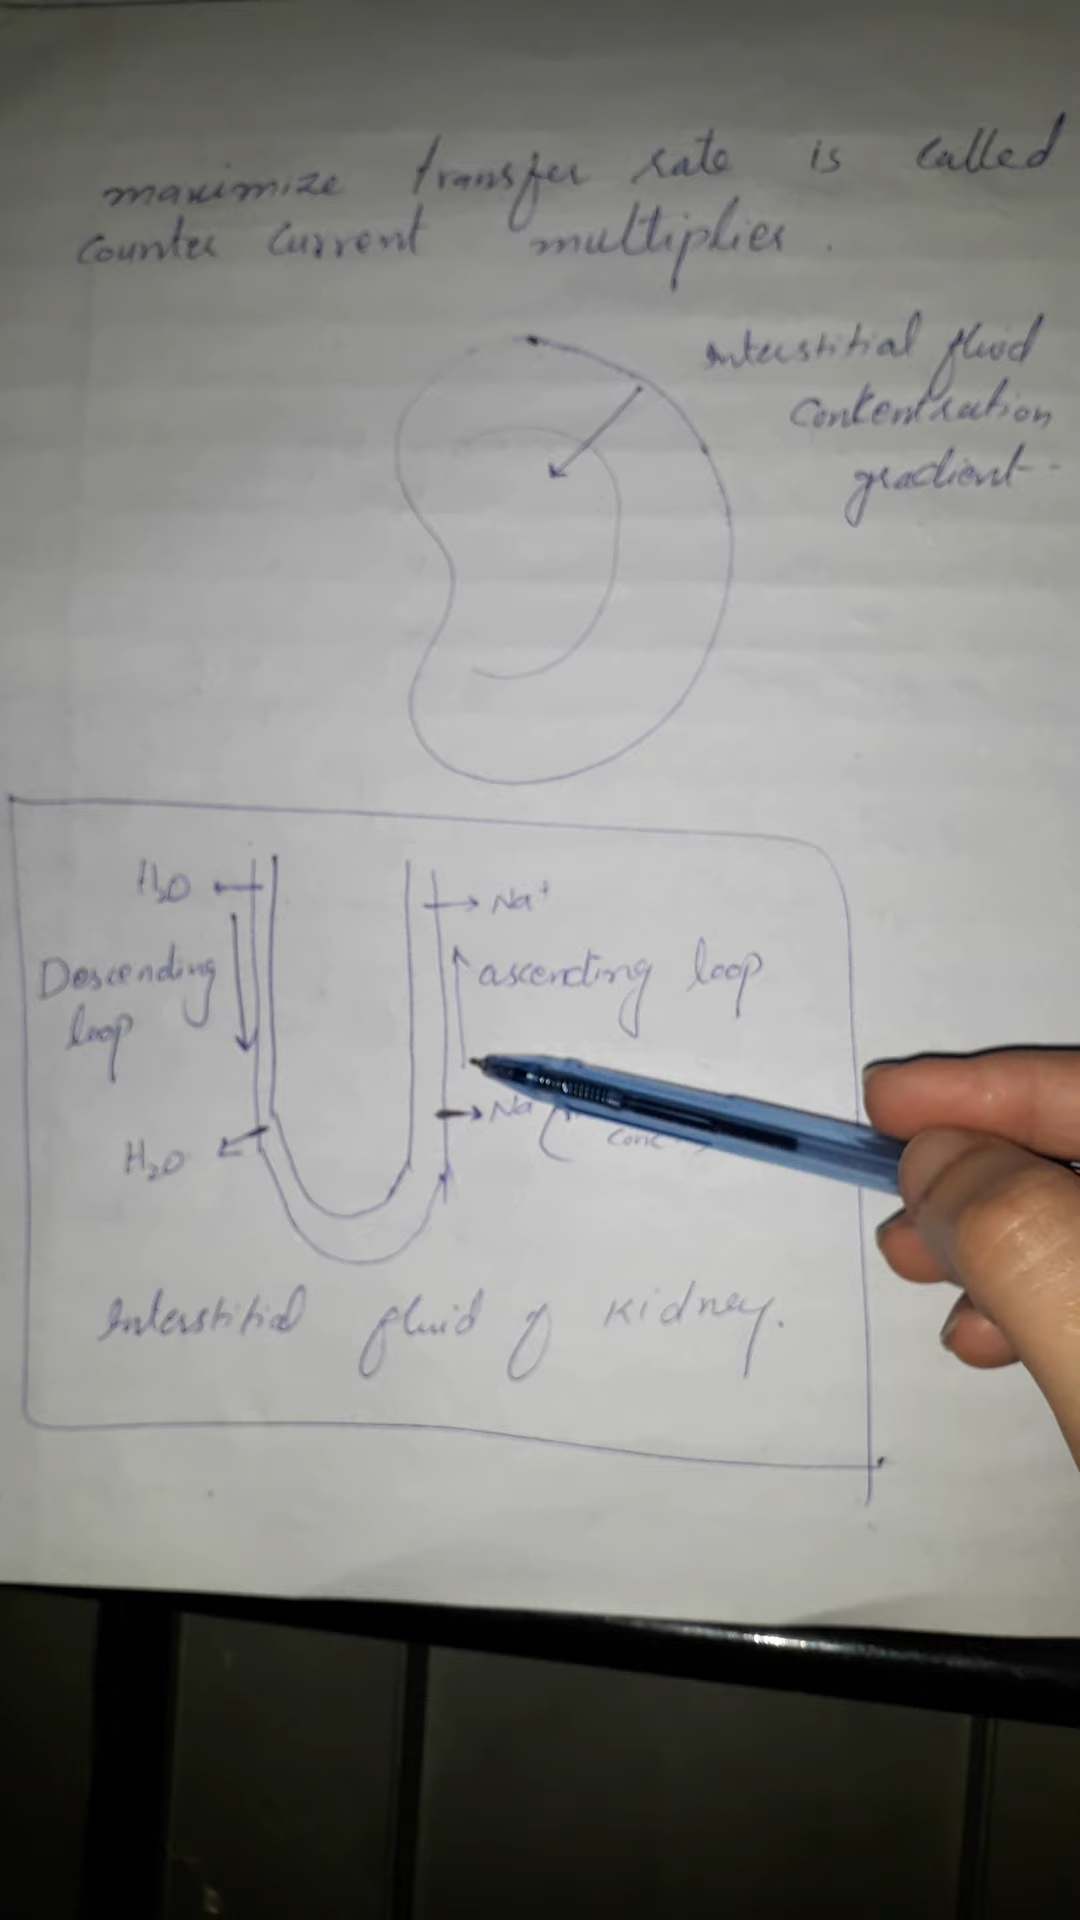 maximize transfer rate is called
counter current multiplier.
interstitial fluid
concentration
gradient
H₂O
Na⁺
Descending
loop
ascending loop
Na
conc
H₂O
Interstitial fluid of kidney.